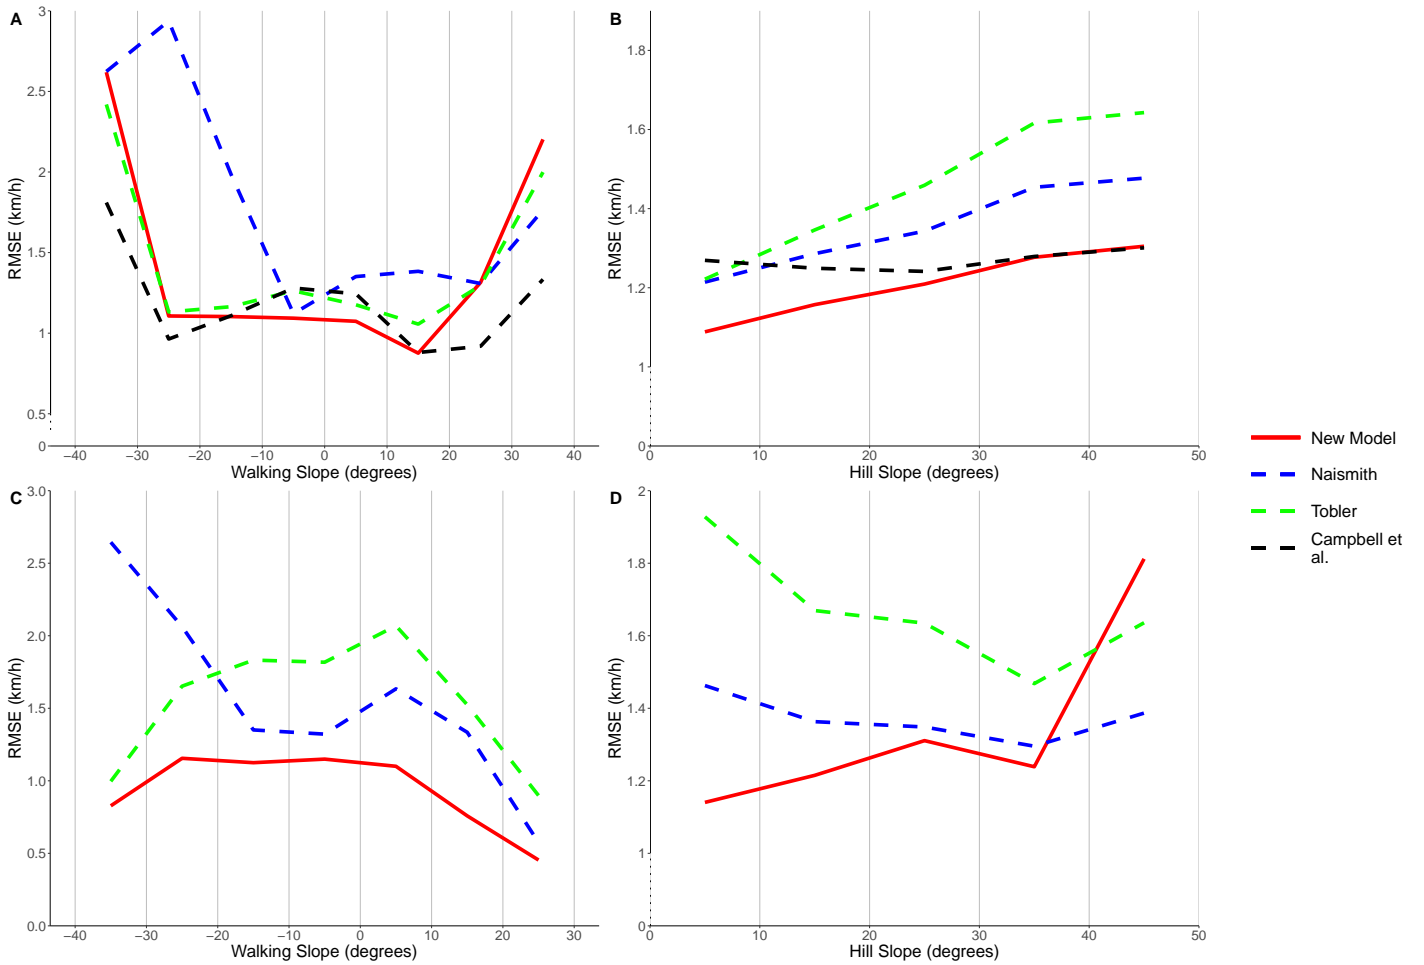 A
3
2.5
2
1.5
1
0.5
0
RMSE (km/h)
−40 −30 −20 −10 0 10 20 30 40
Walking Slope (degrees)
B
1.8
1.6
1.4
1.2
1
0
RMSE (km/h)
0 10 20 30 40 50
Hill Slope (degrees)
C
3.0
2.5
2.0
1.5
1.0
0.5
0.0
RMSE (km/h)
−40 −30 −20 −10 0 10 20 30
Walking Slope (degrees)
D
2
1.8
1.6
1.4
1.2
1
0
RMSE (km/h)
0 10 20 30 40 50
Hill Slope (degrees)
New Model
Naismith
Tobler
Campbell et
al.